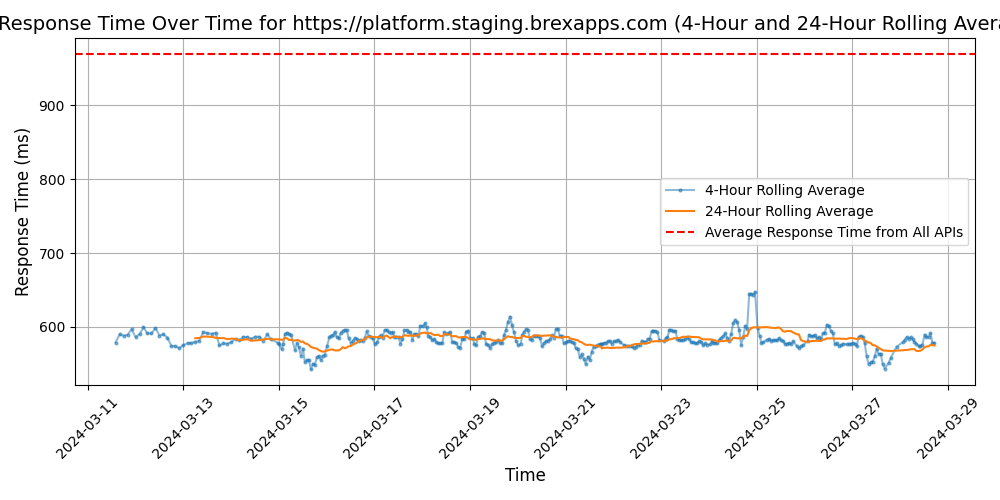 Response Time Over Time for https://platform.staging.brexapps.com (4-Hour and 24-Hour Rolling Avera
Response Time (ms)
900
800
700
600
4-Hour Rolling Average
24-Hour Rolling Average
Average Response Time from All APIs
2024-03-11
2024-03-13
2024-03-15
2024-03-17
2024-03-19
2024-03-21
2024-03-23
2024-03-25
2024-03-27
2024-03-29
Time